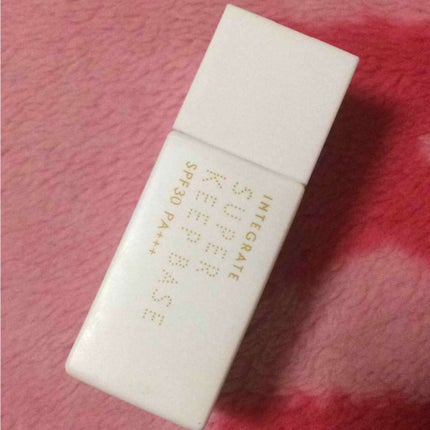 INTEGRATE
SUPER
KEEP BASE
SPF30 PA+++